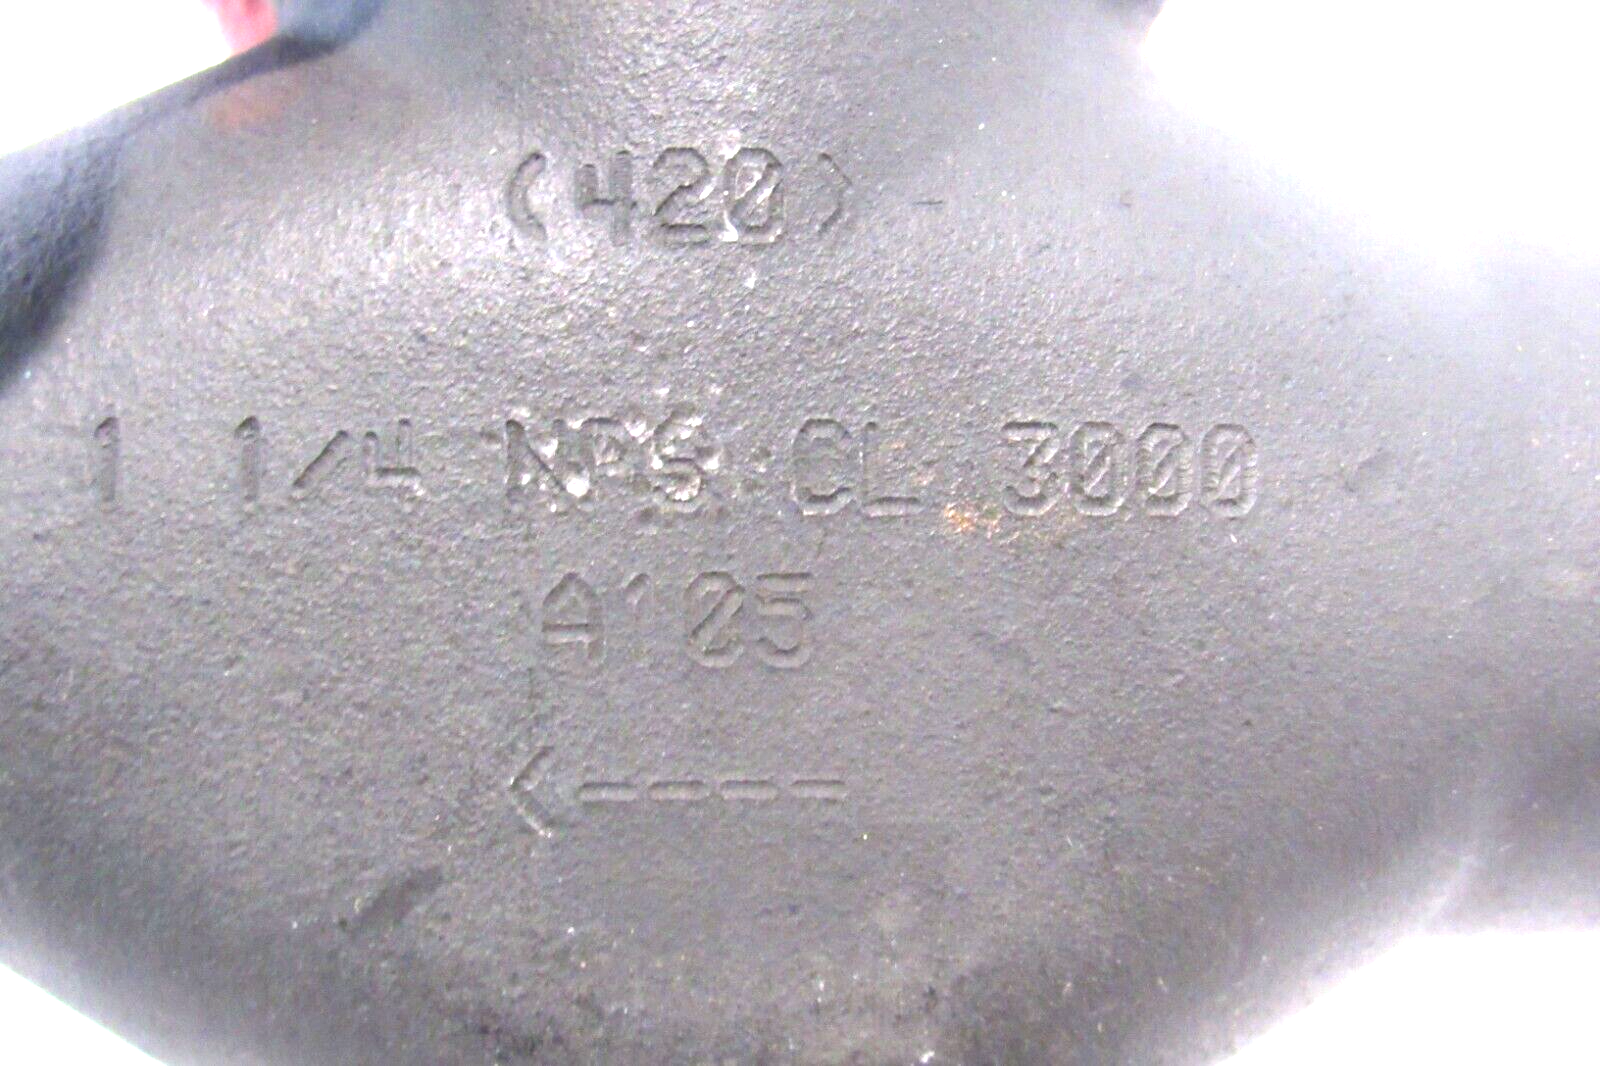 (420)
1 1/4 NPS CL 3000
A105
<----